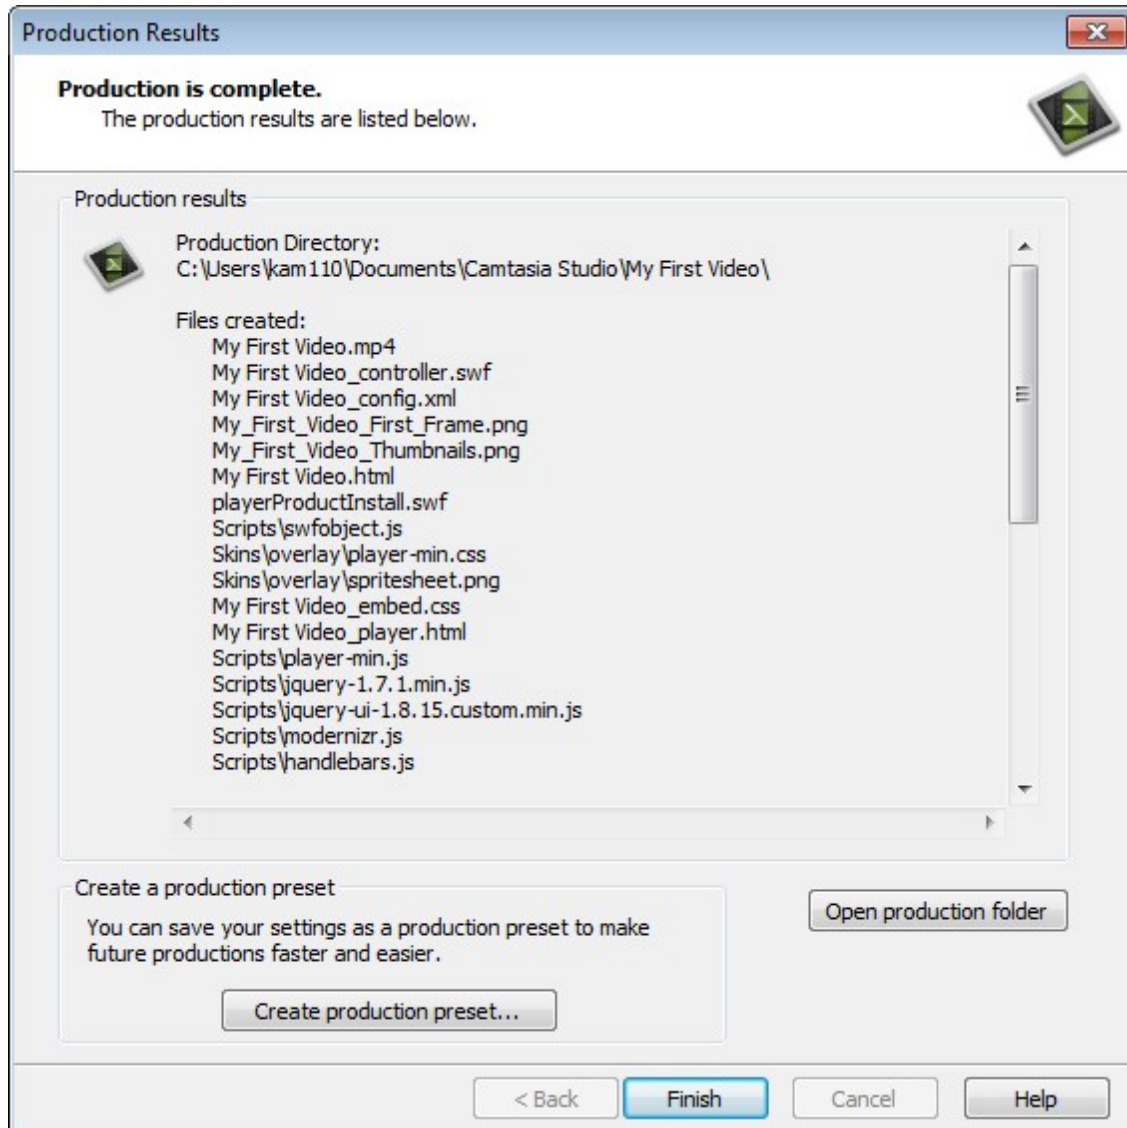 Production Results
Production is complete.
The production results are listed below.
Production results
Production Directory:
C:\Users\kam110\Documents\Camtasia Studio\My First Video\
Files created:
My First Video.mp4
My First Video_controller.swf
My First Video_config.xml
My_First_Video_First_Frame.png
My_First_Video_Thumbnails.png
My First Video.html
playerProductInstall.swf
Scripts\swfobject.js
Skins\overlay\player-min.css
Skins\overlay\spritesheet.png
My First Video_embed.css
My First Video_player.html
Scripts\player-min.js
Scripts\jquery-1.7.1.min.js
Scripts\jquery-ui-1.8.15.custom.min.js
Scripts\modernizr.js
Scripts\handlebars.js
Create a production preset
You can save your settings as a production preset to make
future productions faster and easier.
Create production preset...
Open production folder
< Back
Finish
Cancel
Help